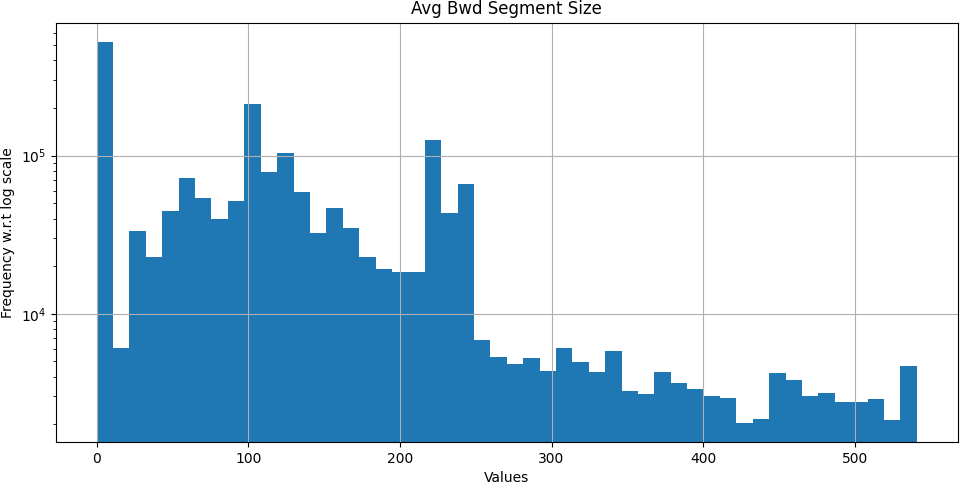 Avg Bwd Segment Size
Frequency w.r.t log scale
10^5
10^4
0 100 200 300 400 500
Values